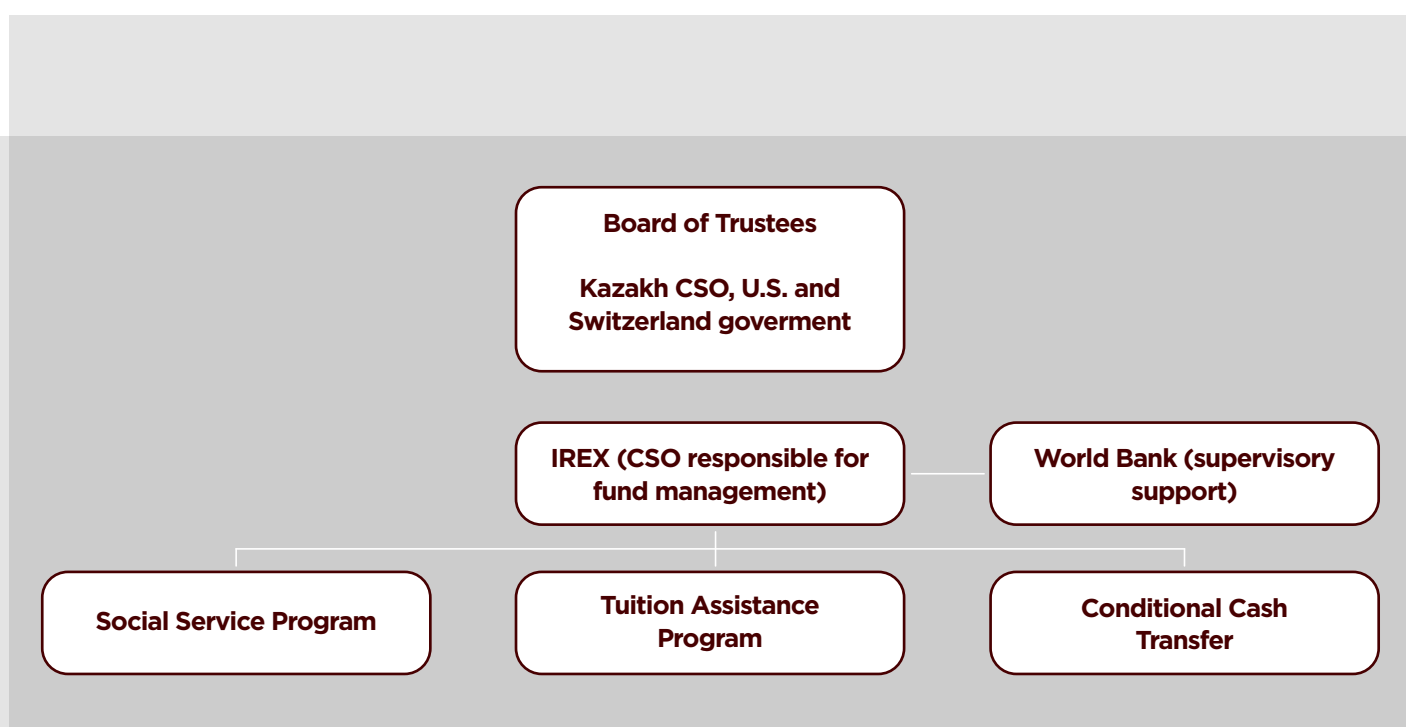 Board of Trustees
Kazakh CSO, U.S. and
Switzerland goverment
IREX (CSO responsible for
fund management)
World Bank (supervisory
support)
Social Service Program
Tuition Assistance
Program
Conditional Cash
Transfer